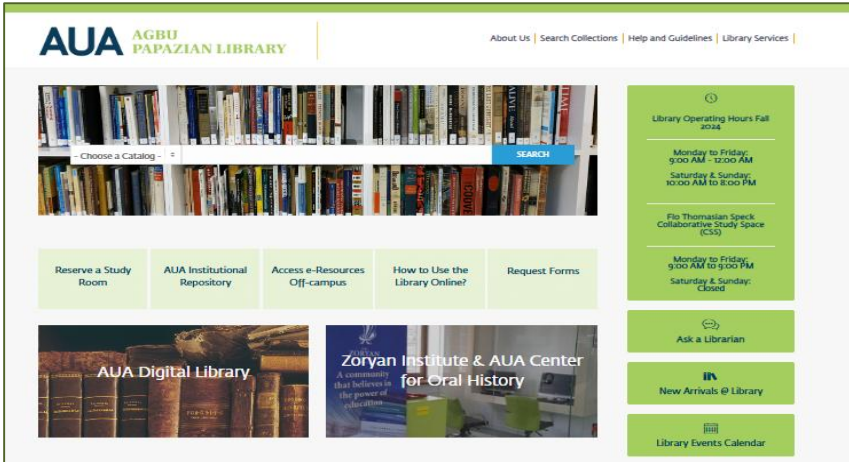 AUA AGBU
PAPAZIAN LIBRARY
About Us | Search Collections | Help and Guidelines | Library Services |
- Choose a Catalog -
SEARCH
Reserve a Study
Room
AUA Institutional
Repository
Access e-Resources
Off-campus
How to Use the
Library Online?
Request Forms
AUA Digital Library
Zoryan Institute & AUA Center
for Oral History
ZORYAN
A community
that believes in
the power of
education
Library Operating Hours Fall
2024
Monday to Friday:
9:00 AM - 12:00 AM
Saturday & Sunday:
10:00 AM to 8:00 PM
Flo Thomasian Speck
Collaborative Study Space
(CSS)
Monday to Friday:
9:00 AM to 9:00 PM
Saturday & Sunday:
Closed
Ask a Librarian
New Arrivals @ Library
Library Events Calendar